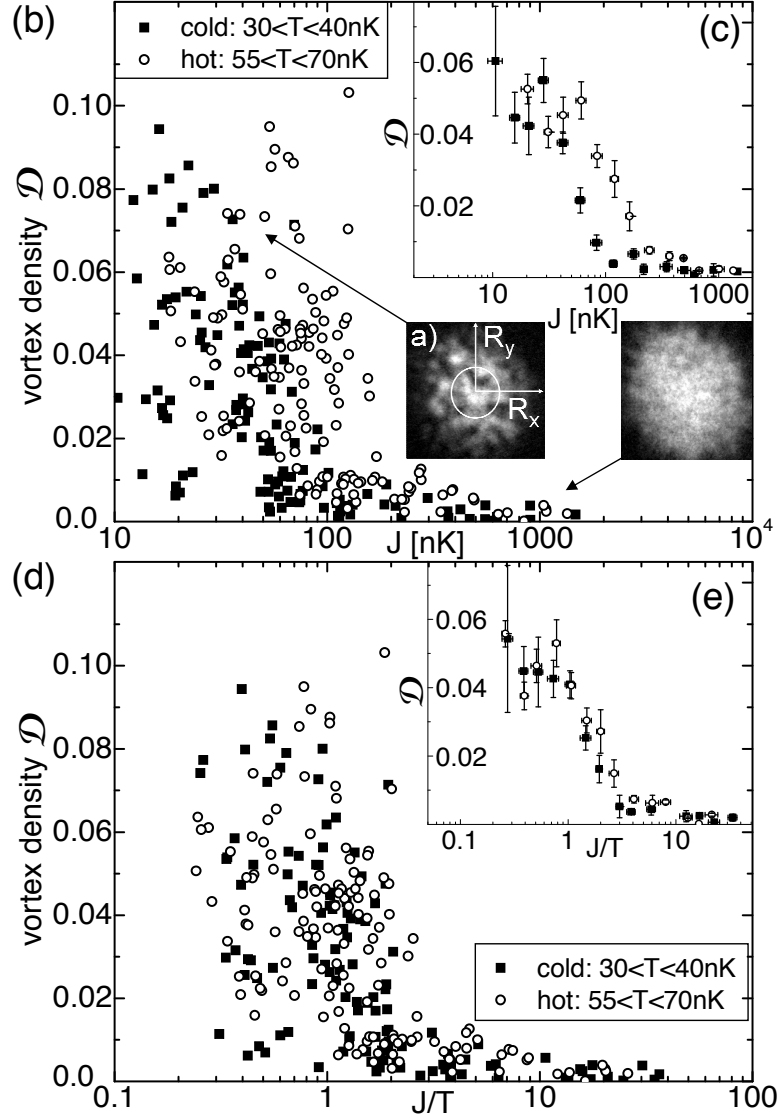 (b)
cold: 30<T<40nK
hot: 55<T<70nK
(c)
0.10
0.08
0.06
0.04
0.02
0.0
vortex density 𝒟
10
100
1000
10⁴
J [nK]
𝒟
0.06
0.04
0.02
10
100
1000
J [nK]
a)
R_y
R_x
(d)
(e)
0.10
0.08
0.06
0.04
0.02
0.0
vortex density 𝒟
0.1
1
10
100
J/T
𝒟
0.06
0.04
0.02
0.1
1
10
J/T
cold: 30<T<40nK
hot: 55<T<70nK